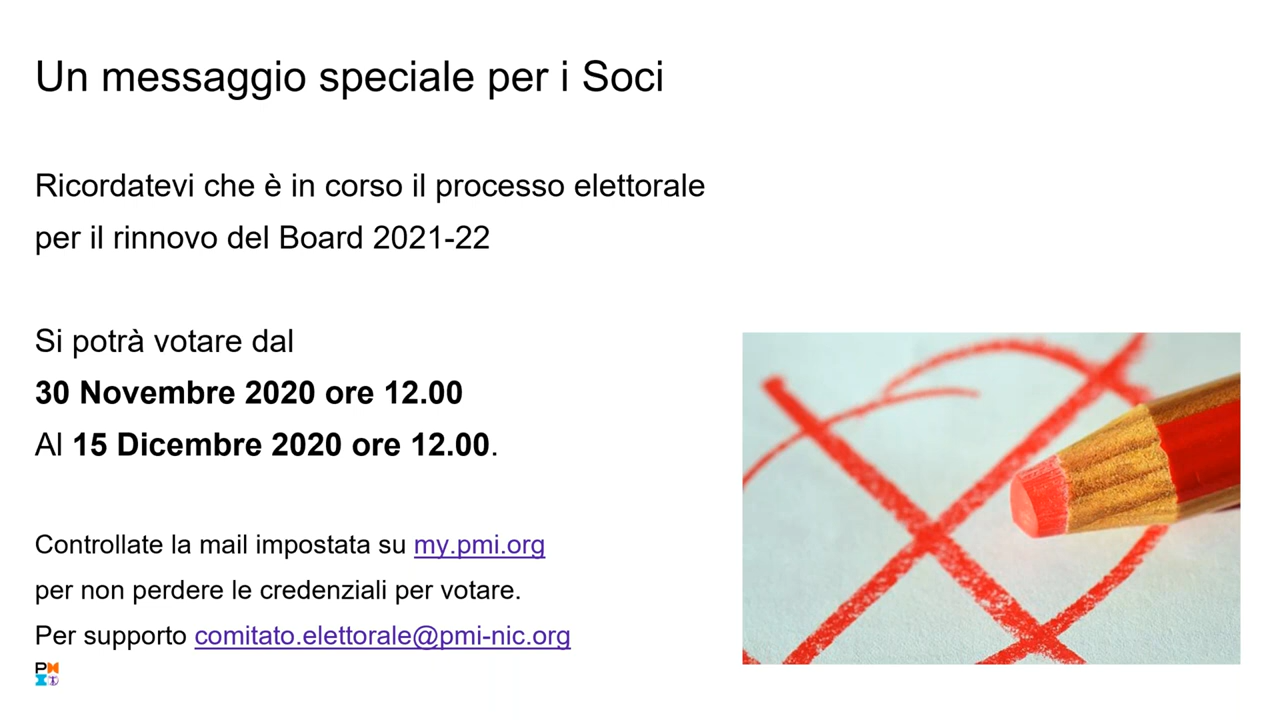 Un messaggio speciale per i Soci
Ricordatevi che è in corso il processo elettorale
per il rinnovo del Board 2021-22
Si potrà votare dal
30 Novembre 2020 ore 12.00
Al 15 Dicembre 2020 ore 12.00.
Controllate la mail impostata su my.pmi.org
per non perdere le credenziali per votare.
Per supporto comitato.elettorale@pmi-nic.org